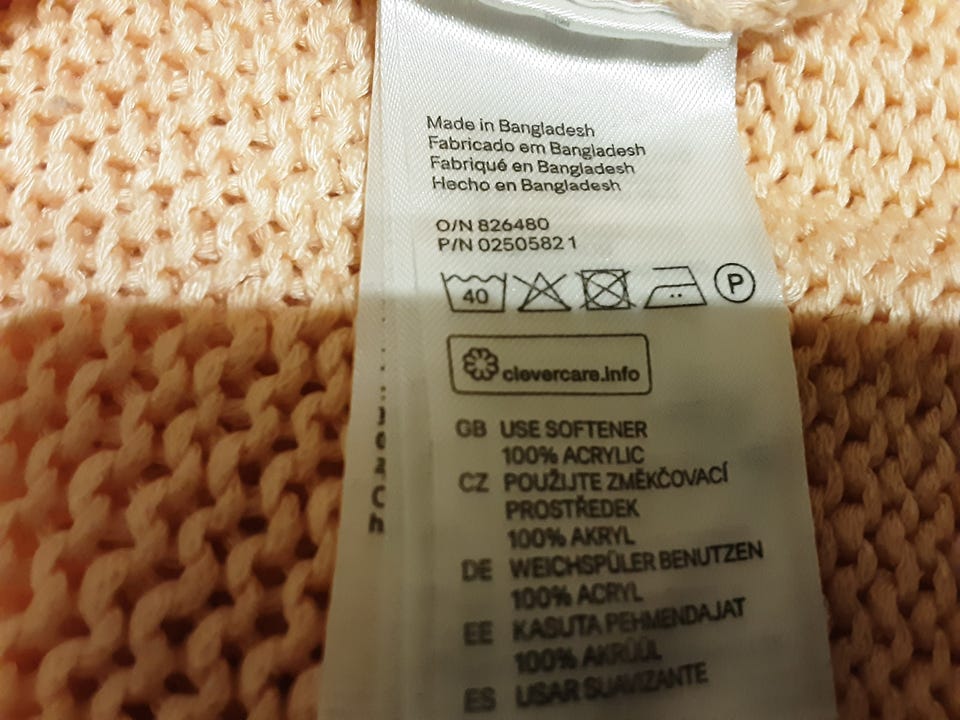 Made in Bangladesh
Fabricado em Bangladesh
Fabriqué en Bangladesh
Hecho en Bangladesh
O/N 826480
P/N 02505821
40
P
clevercare.info
GB USE SOFTENER
100% ACRYLIC
CZ POUŽIJTE ZMĚKČOVACÍ
PROSTŘEDEK
100% AKRYL
DE WEICHSPÜLER BENUTZEN
100% ACRYL
EE KASUTA PEHMENDAJAT
100% AKRÜÜL
ES USAR SUAVIZANTE